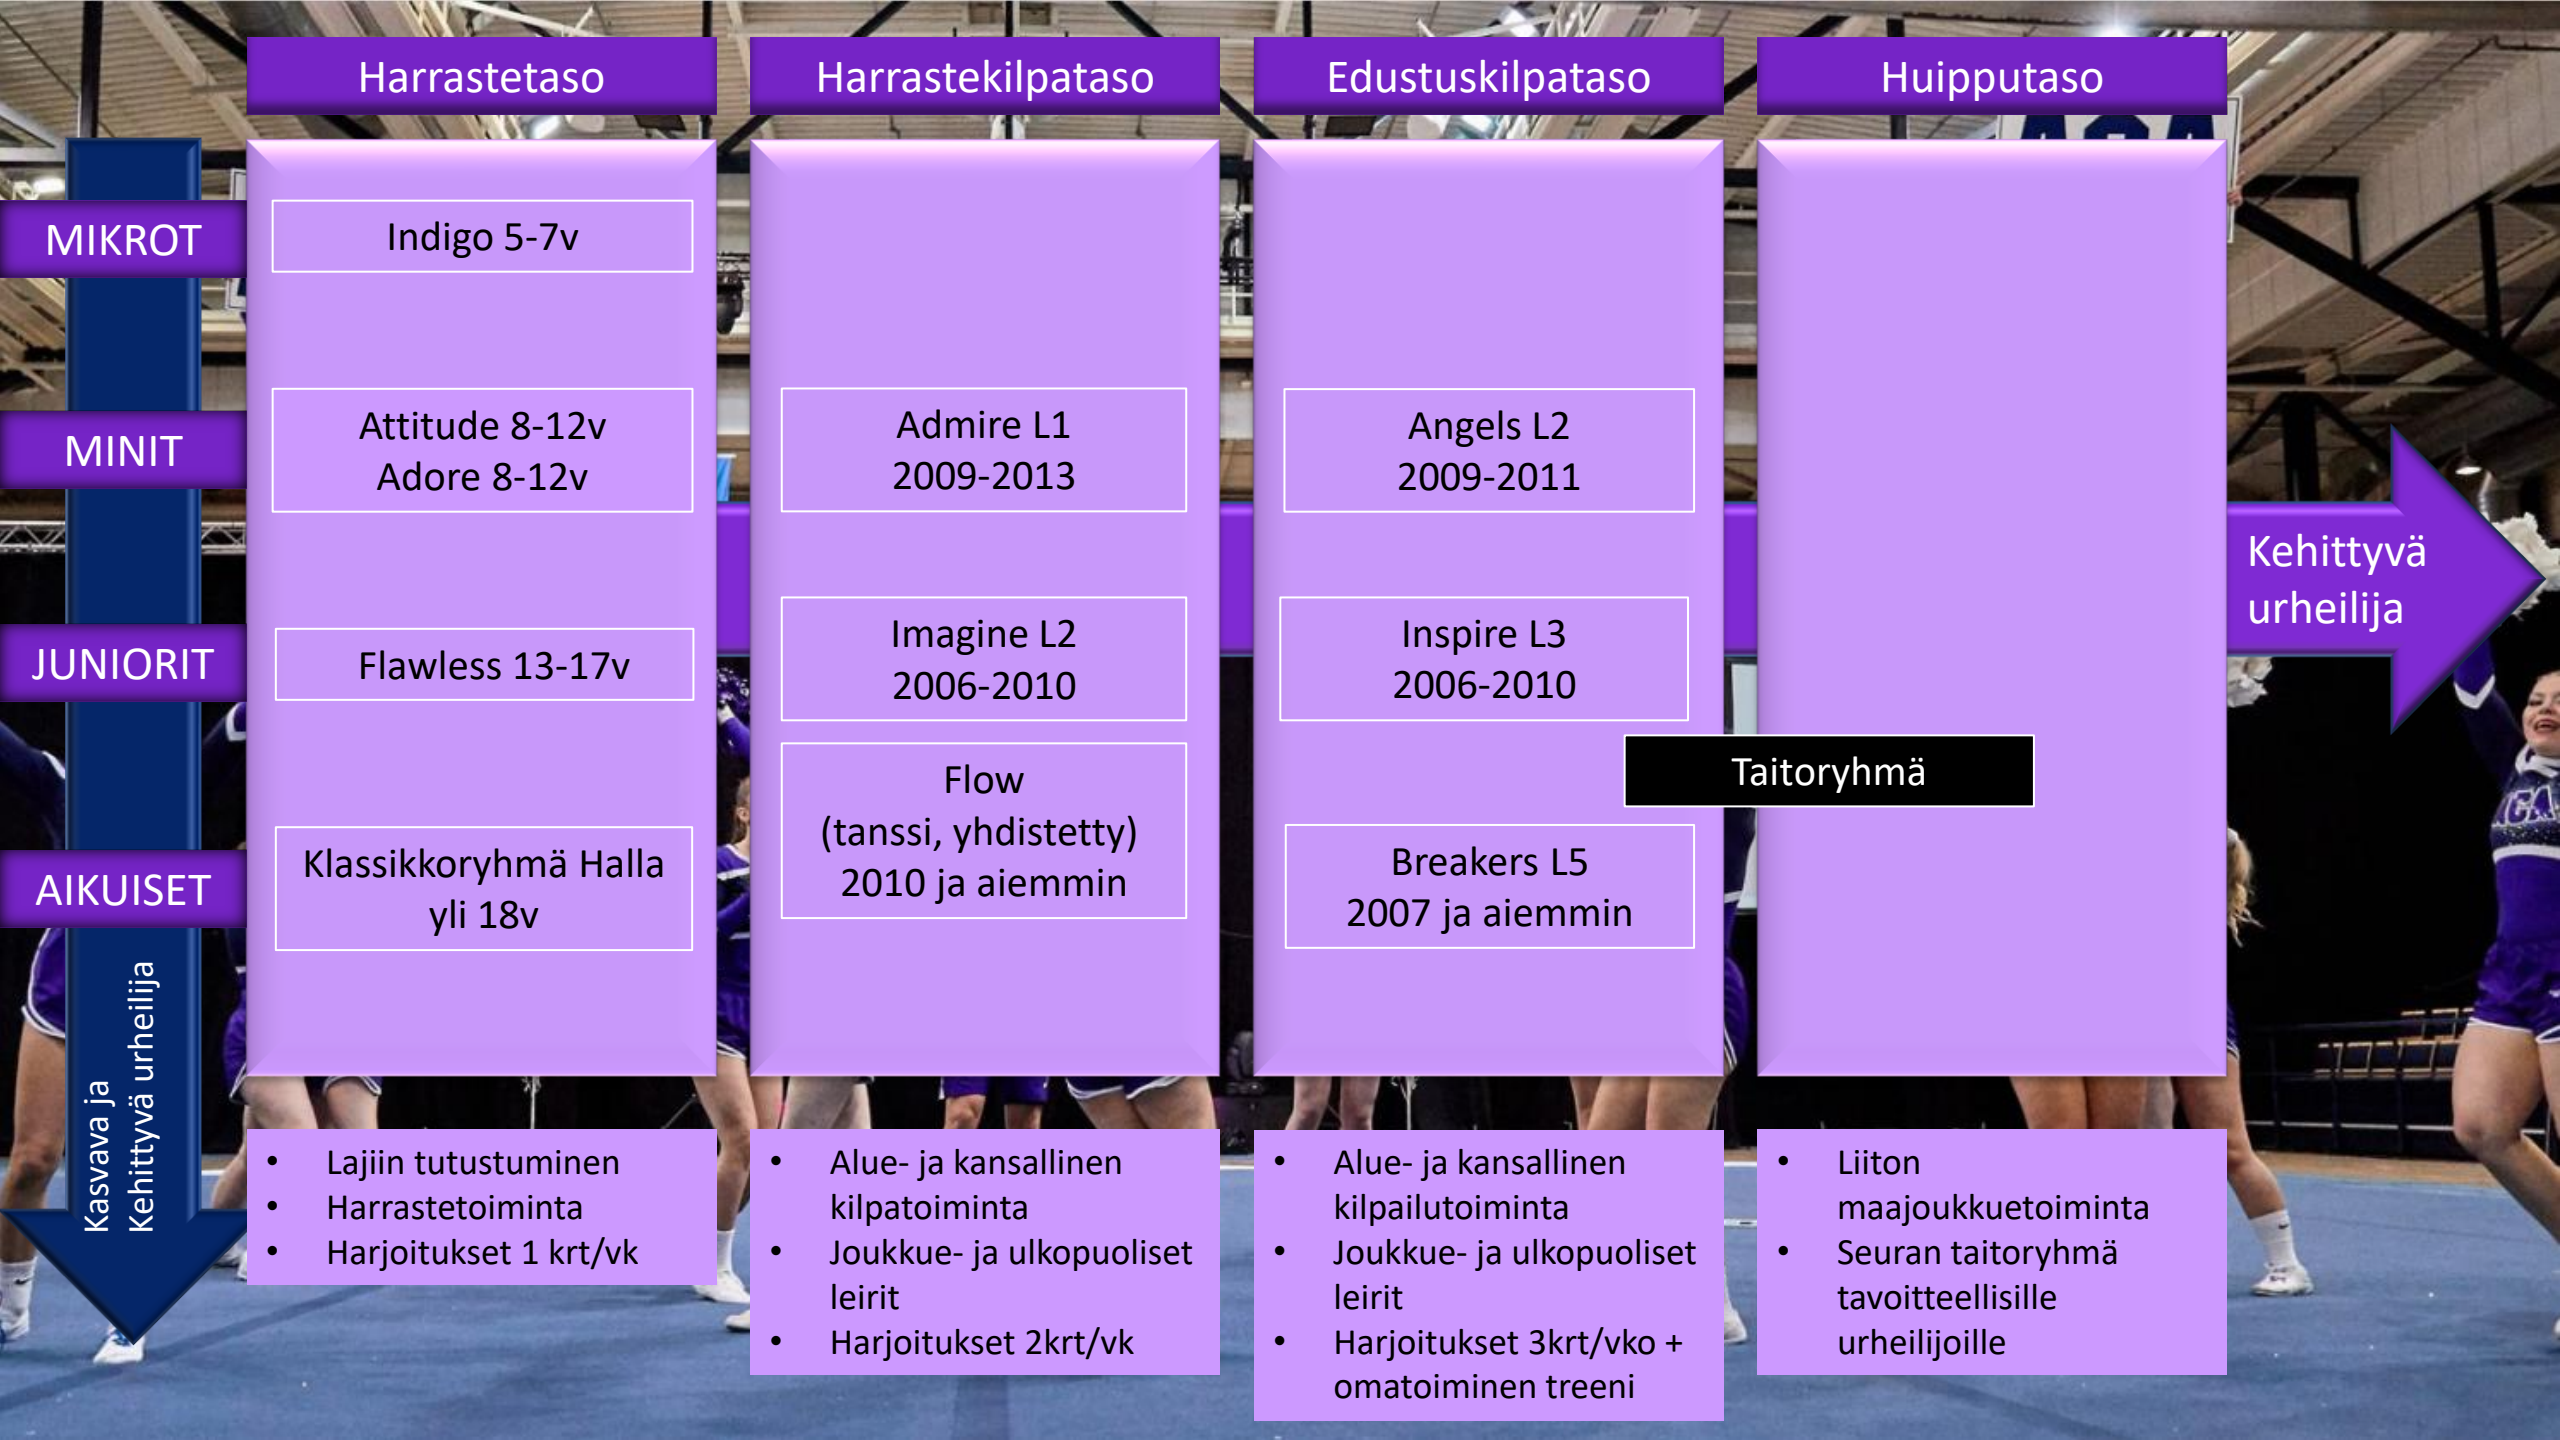 Harrastetaso
Harrastekilpataso
Edustuskilpataso
Huipputaso
MIKROT
Indigo 5-7v
MINIT
Attitude 8-12v
Adore 8-12v
Admire L1
2009-2013
Angels L2
2009-2011
Kehittyvä
urheilija
JUNIORIT
Flawless 13-17v
Imagine L2
2006-2010
Inspire L3
2006-2010
Taitoryhmä
AIKUISET
Klassikkoryhmä Halla
yli 18v
Flow
(tanssi, yhdistetty)
2010 ja aiemmin
Breakers L5
2007 ja aiemmin
Kasvava ja
Kehittyvä urheilija
• Lajiin tutustuminen
• Harrastetoiminta
• Harjoitukset 1 krt/vk
• Alue- ja kansallinen
kilpatoiminta
• Joukkue- ja ulkopuoliset
leirit
• Harjoitukset 2krt/vk
• Alue- ja kansallinen
kilpailutoiminta
• Joukkue- ja ulkopuoliset
leirit
• Harjoitukset 3krt/vko +
omatoiminen treeni
• Liiton
maajoukkuetoiminta
• Seuran taitoryhmä
tavoitteellisille
urheilijoille